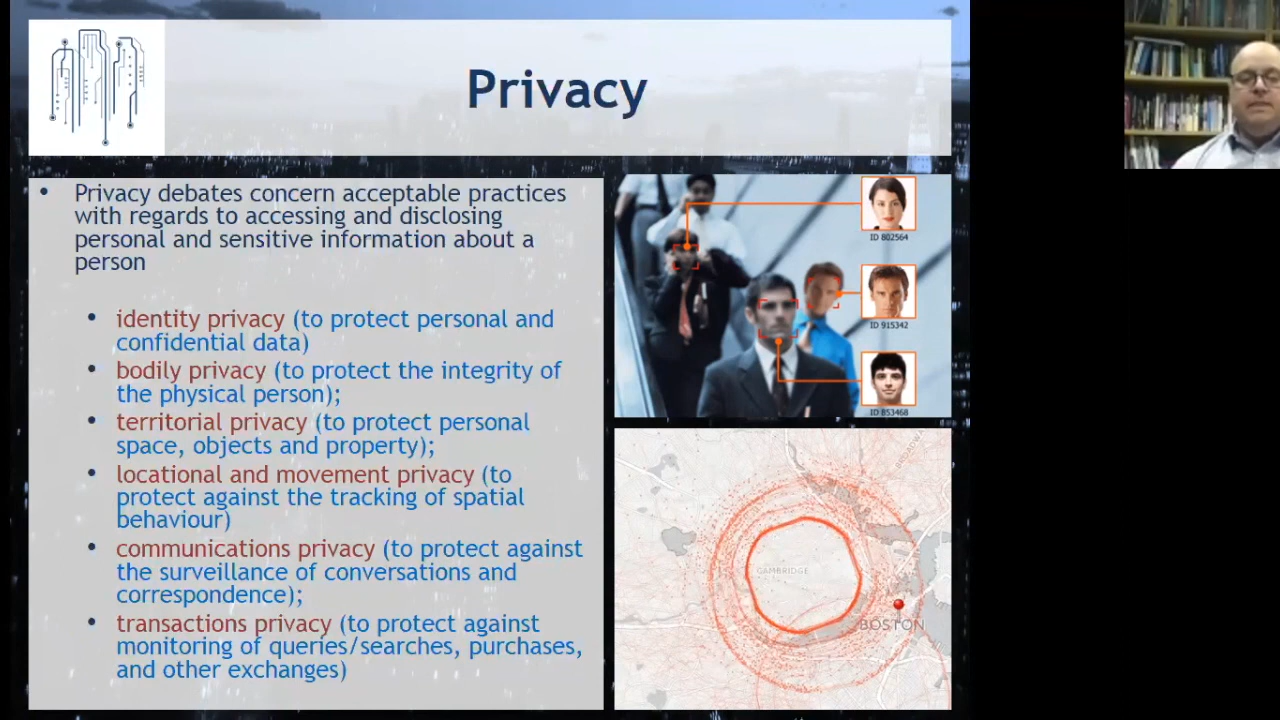 Privacy
• Privacy debates concern acceptable practices
with regards to accessing and disclosing
personal and sensitive information about a
person
• identity privacy (to protect personal and
confidential data)
• bodily privacy (to protect the integrity of
the physical person);
• territorial privacy (to protect personal
space, objects and property);
• locational and movement privacy (to
protect against the tracking of spatial
behaviour)
• communications privacy (to protect against
the surveillance of conversations and
correspondence);
• transactions privacy (to protect against
monitoring of queries/searches, purchases,
and other exchanges)
ID 802564
ID 915342
ID 853468
CAMBRIDGE
BOSTON